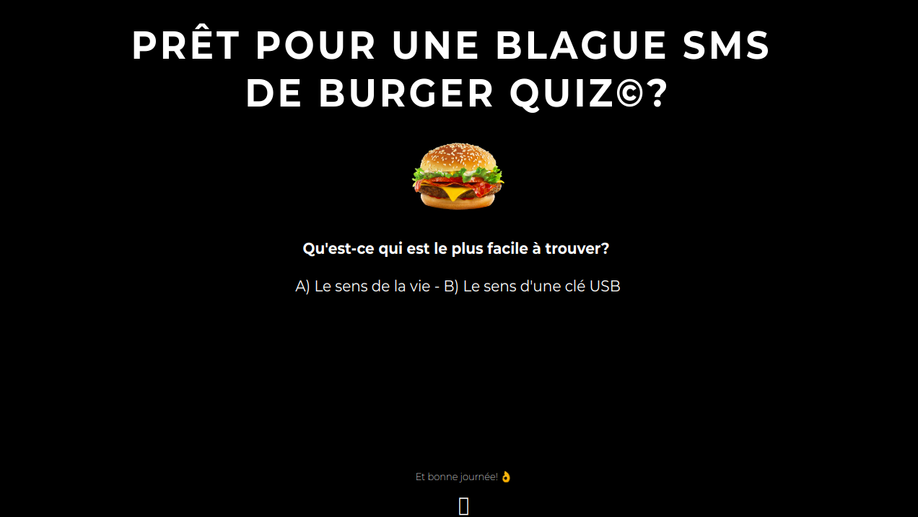 PRÊT POUR UNE BLAGUE SMS
DE BURGER QUIZ©?
Qu'est-ce qui est le plus facile à trouver?
A) Le sens de la vie - B) Le sens d'une clé USB
Et bonne journée! 👌